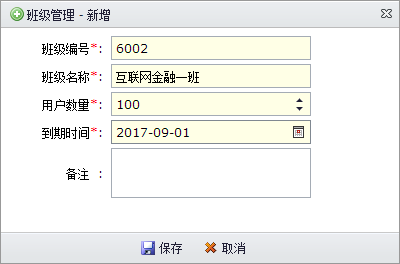 班级管理 - 新增
班级编号*: 6002
班级名称*: 互联网金融一班
用户数量*: 100
到期时间*: 2017-09-01
备注 :
保存 取消